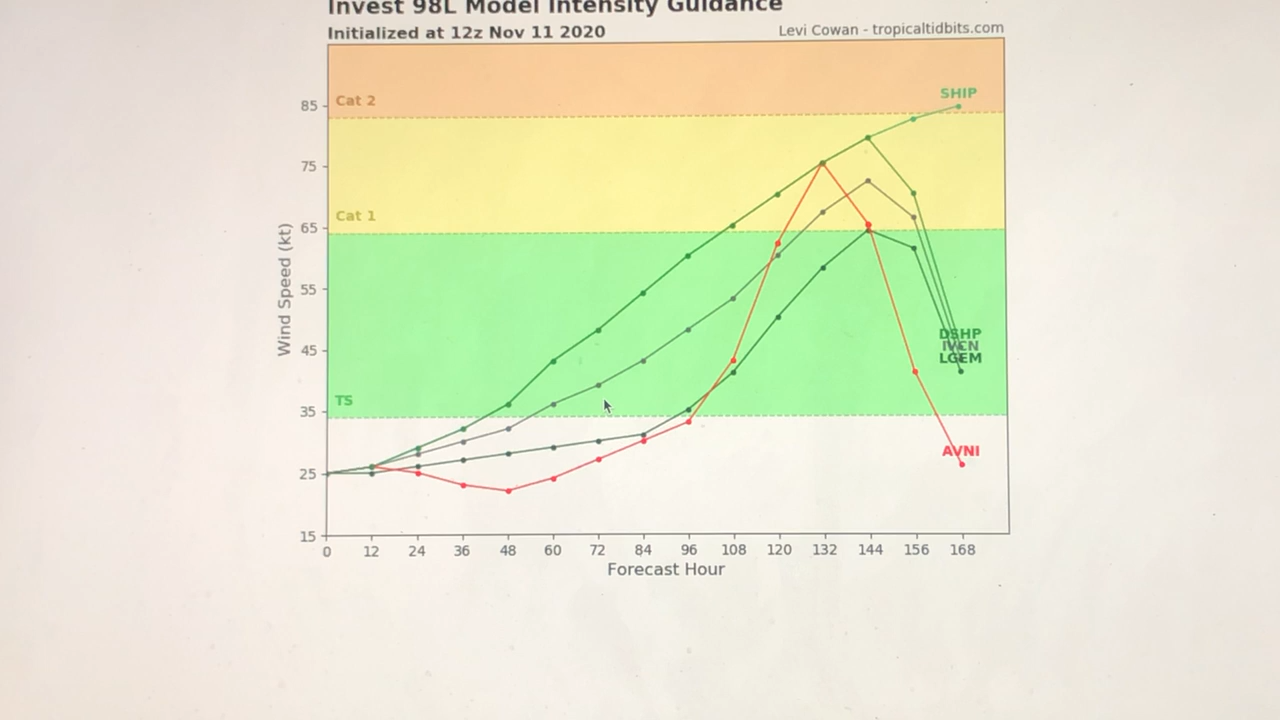 Invest 98L Model Intensity Guidance
Initialized at 12z Nov 11 2020
Levi Cowan - tropicaltidbits.com
Cat 2
SHIP
85
75
Cat 1
65
55
Wind Speed (kt)
DSHP
IVCN
LGEM
45
TS
35
AVNI
25
15
0 12 24 36 48 60 72 84 96 108 120 132 144 156 168
Forecast Hour